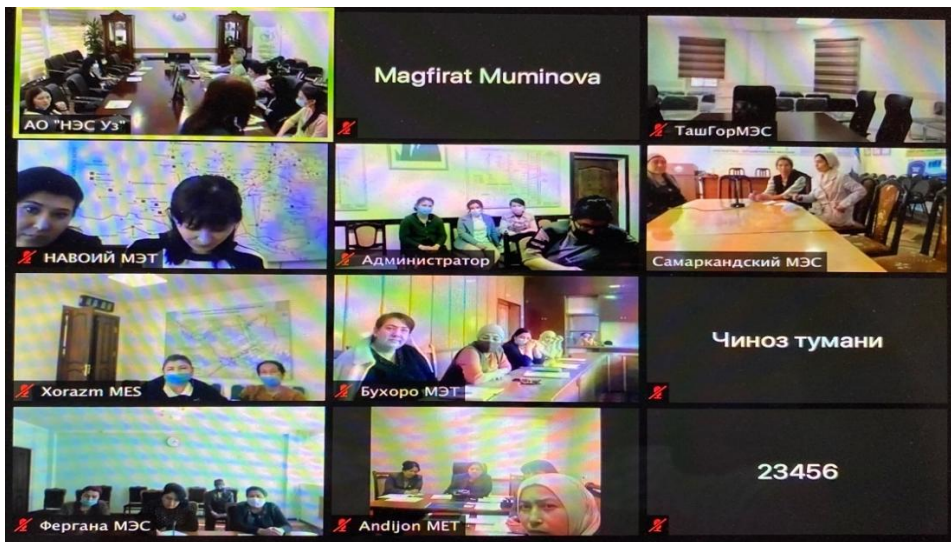 АО "НЭС Уз"
Magfirat Muminova
ТашГорМЭС
НАВОИЙ МЭТ
Администратор
Самаркандский МЭС
Xorazm MES
Бухоро МЭТ
Чиноз тумани
Фергана МЭС
Andijon MET
23456